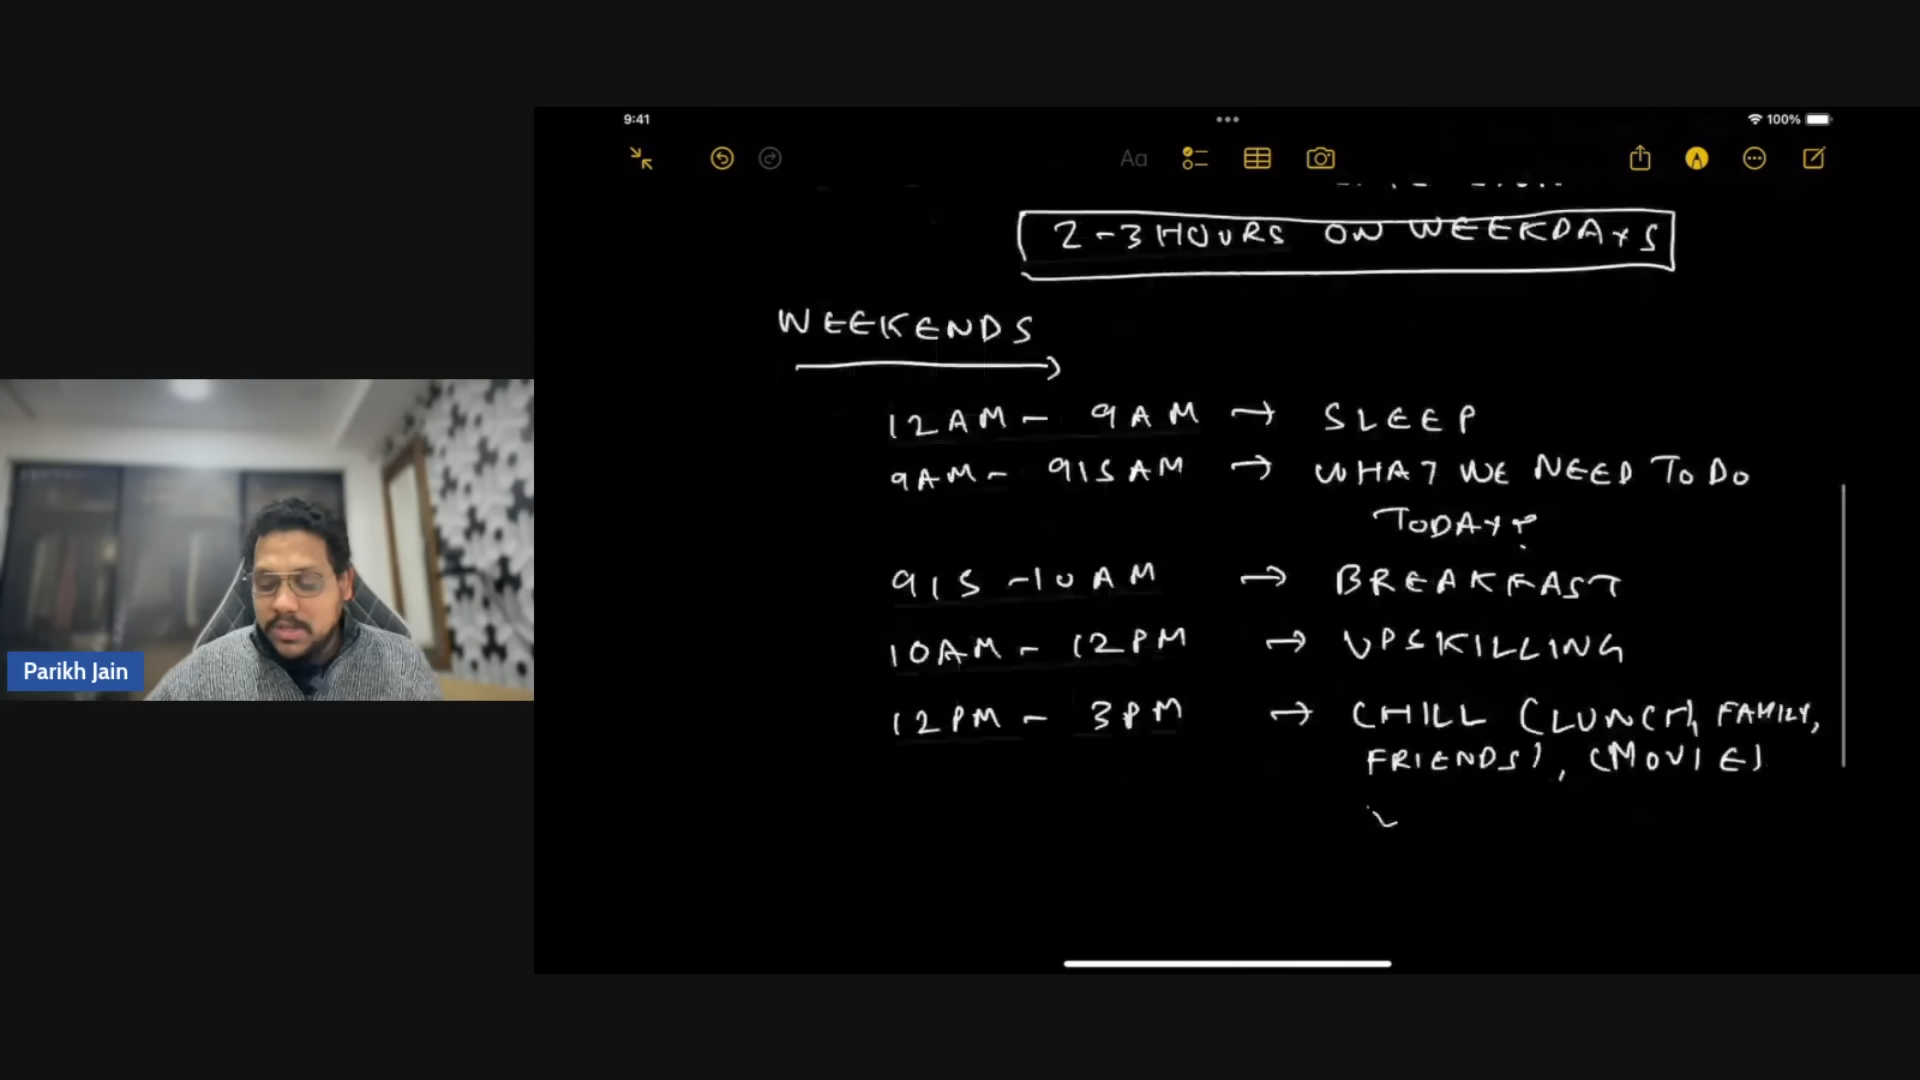 9:41
100%
Aa
2-3 HOURS ON WEEKDAYS
WEEKENDS
12AM - 9AM → SLEEP
9AM - 915AM → WHAT WE NEED TO DO
TODAY?
915 - 10AM → BREAKFAST
10AM - 12PM → UPSKILLING
12PM - 3PM → CHILL (LUNCH, FAMILY,
FRIENDS), (MOVIE)
Parikh Jain